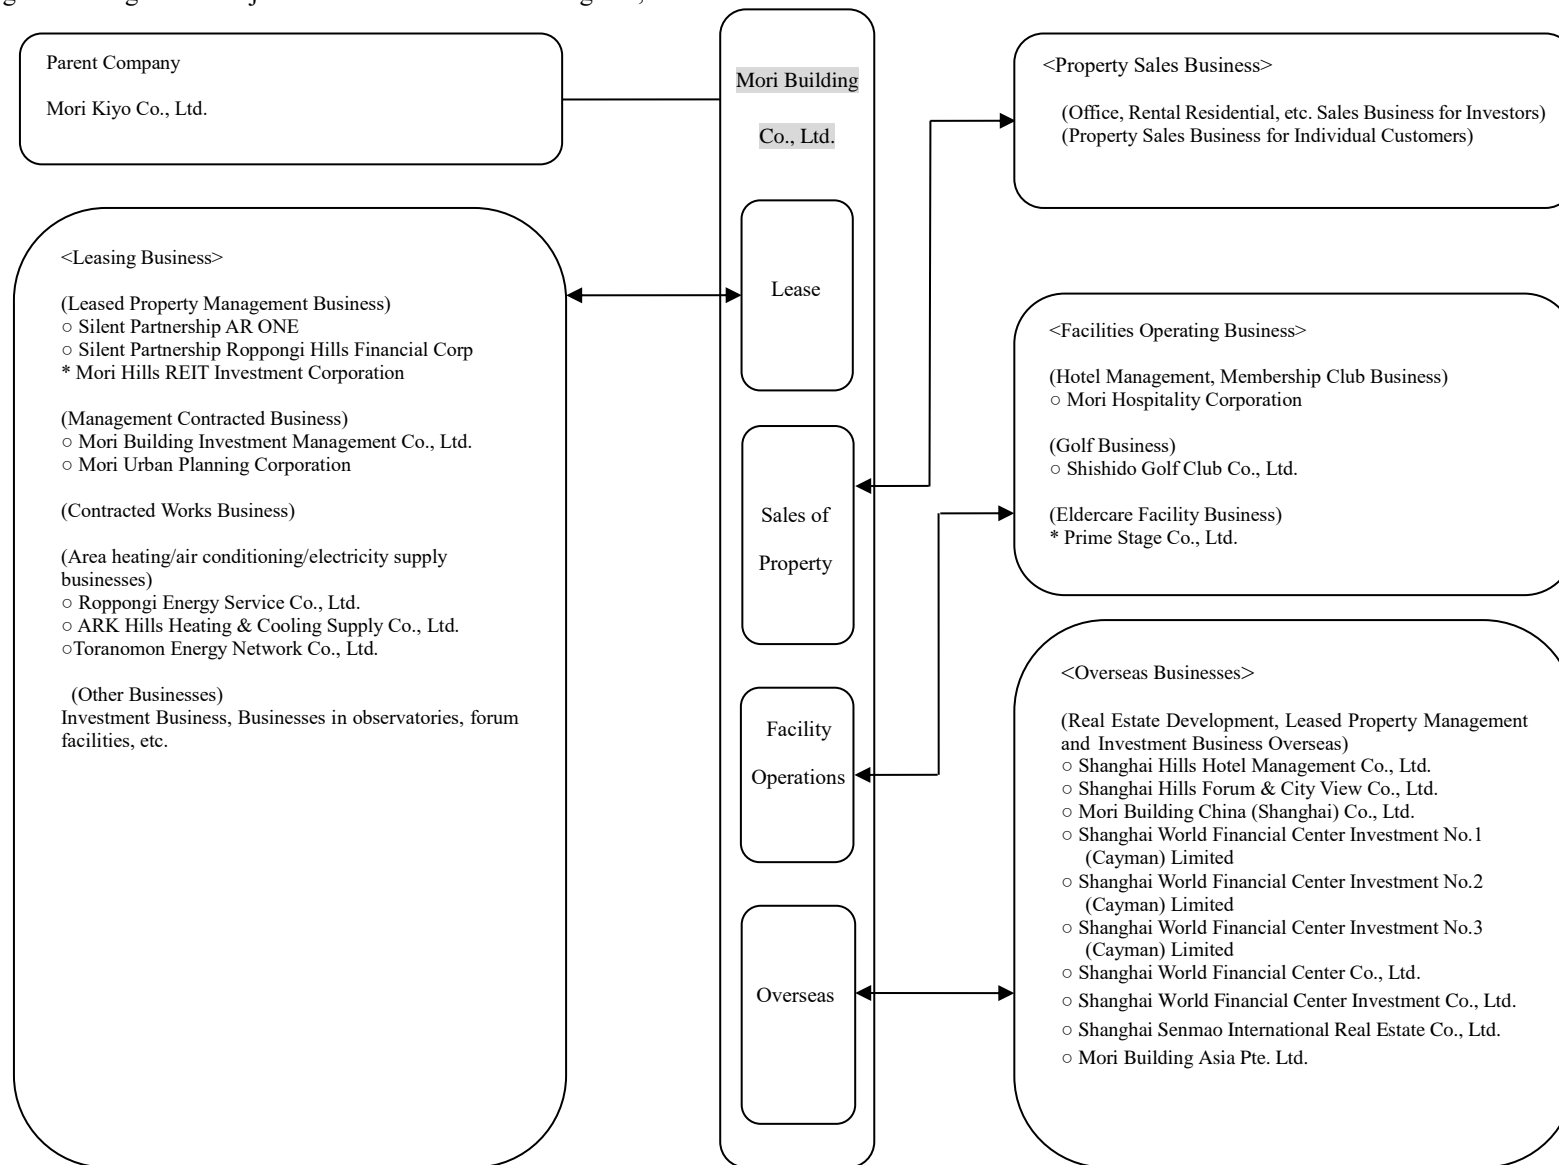 Parent Company
Mori Kiyo Co., Ltd.
<Leasing Business>
(Leased Property Management Business)
○ Silent Partnership AR ONE
○ Silent Partnership Roppongi Hills Financial Corp
* Mori Hills REIT Investment Corporation
(Management Contracted Business)
○ Mori Building Investment Management Co., Ltd.
○ Mori Urban Planning Corporation
(Contracted Works Business)
(Area heating/air conditioning/electricity supply
businesses)
○ Roppongi Energy Service Co., Ltd.
○ ARK Hills Heating & Cooling Supply Co., Ltd.
○Toranomon Energy Network Co., Ltd.
(Other Businesses)
Investment Business, Businesses in observatories, forum
facilities, etc.
Mori Building
Co., Ltd.
Lease
Sales of
Property
Facility
Operations
Overseas
<Property Sales Business>
(Office, Rental Residential, etc. Sales Business for Investors)
(Property Sales Business for Individual Customers)
<Facilities Operating Business>
(Hotel Management, Membership Club Business)
○ Mori Hospitality Corporation
(Golf Business)
○ Shishido Golf Club Co., Ltd.
(Eldercare Facility Business)
* Prime Stage Co., Ltd.
<Overseas Businesses>
(Real Estate Development, Leased Property Management
and Investment Business Overseas)
○ Shanghai Hills Hotel Management Co., Ltd.
○ Shanghai Hills Forum & City View Co., Ltd.
○ Mori Building China (Shanghai) Co., Ltd.
○ Shanghai World Financial Center Investment No.1
(Cayman) Limited
○ Shanghai World Financial Center Investment No.2
(Cayman) Limited
○ Shanghai World Financial Center Investment No.3
(Cayman) Limited
○ Shanghai World Financial Center Co., Ltd.
○ Shanghai World Financial Center Investment Co., Ltd.
○ Shanghai Senmao International Real Estate Co., Ltd.
○ Mori Building Asia Pte. Ltd.